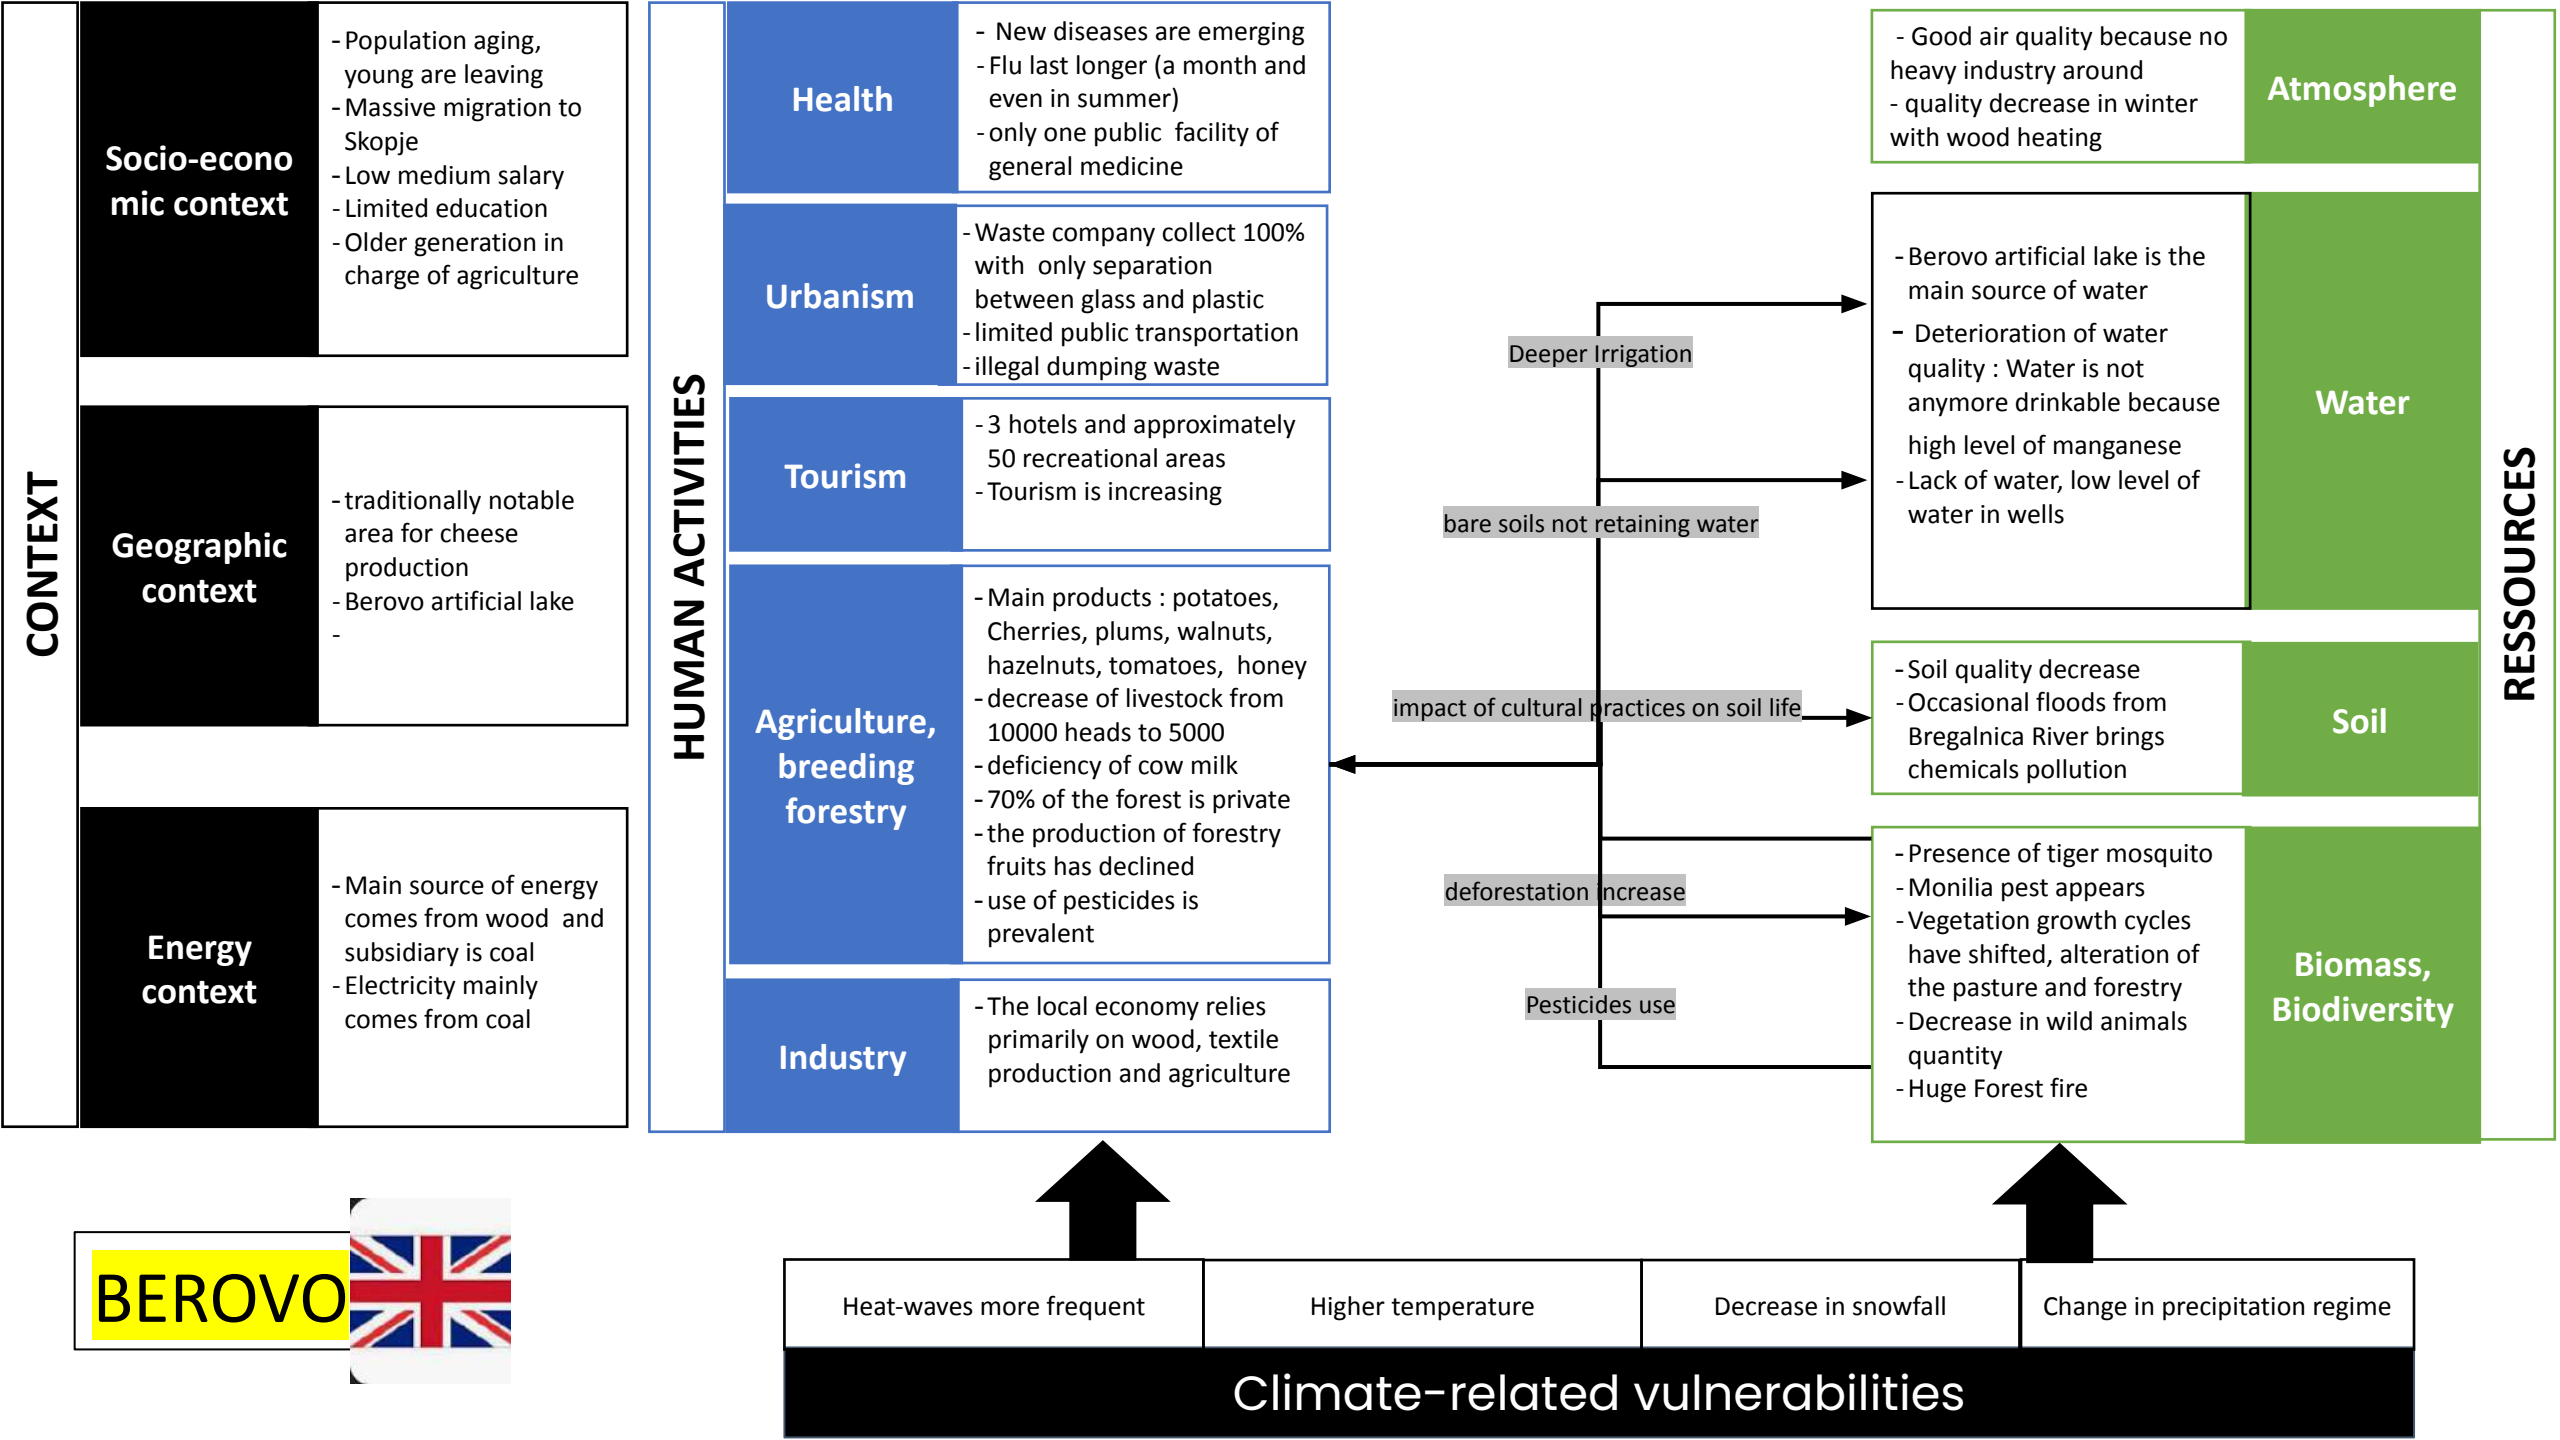 CONTEXT
Socio-econo
mic context
- Population aging,
young are leaving
- Massive migration to
Skopje
- Low medium salary
- Limited education
- Older generation in
charge of agriculture
Geographic
context
- traditionally notable
area for cheese
production
- Berovo artificial lake
-
Energy
context
- Main source of energy
comes from wood and
subsidiary is coal
- Electricity mainly
comes from coal
HUMAN ACTIVITIES
Health
- New diseases are emerging
- Flu last longer (a month and
even in summer)
- only one public facility of
general medicine
Urbanism
- Waste company collect 100%
with only separation
between glass and plastic
- limited public transportation
- illegal dumping waste
Tourism
- 3 hotels and approximately
50 recreational areas
- Tourism is increasing
Agriculture,
breeding
forestry
- Main products : potatoes,
Cherries, plums, walnuts,
hazelnuts, tomatoes, honey
- decrease of livestock from
10000 heads to 5000
- deficiency of cow milk
- 70% of the forest is private
- the production of forestry
fruits has declined
- use of pesticides is
prevalent
Industry
- The local economy relies
primarily on wood, textile
production and agriculture
Deeper Irrigation
bare soils not retaining water
impact of cultural practices on soil life
deforestation increase
Pesticides use
- Good air quality because no
heavy industry around
- quality decrease in winter
with wood heating
Atmosphere
- Berovo artificial lake is the
main source of water
- Deterioration of water
quality : Water is not
anymore drinkable because
high level of manganese
- Lack of water, low level of
water in wells
Water
- Soil quality decrease
- Occasional floods from
Bregalnica River brings
chemicals pollution
Soil
- Presence of tiger mosquito
- Monilia pest appears
- Vegetation growth cycles
have shifted, alteration of
the pasture and forestry
- Decrease in wild animals
quantity
- Huge Forest fire
Biomass,
Biodiversity
RESSOURCES
BEROVO
Heat-waves more frequent
Higher temperature
Decrease in snowfall
Change in precipitation regime
Climate-related vulnerabilities